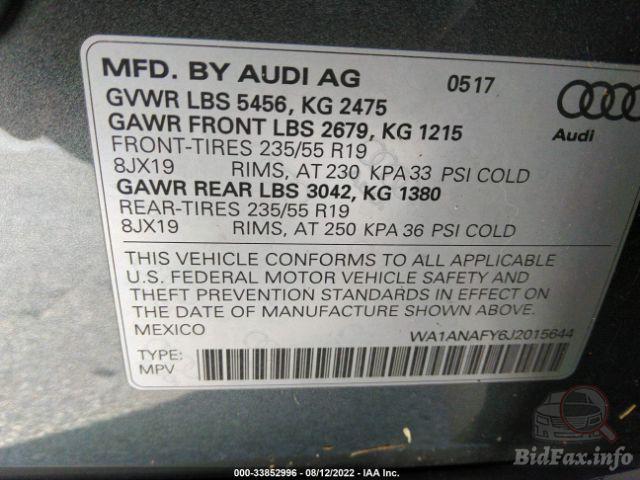 MFD. BY AUDI AG 0517
Audi
GVWR LBS 5456, KG 2475
GAWR FRONT LBS 2679, KG 1215
FRONT-TIRES 235/55 R19
8JX19 RIMS, AT 230 KPA 33 PSI COLD
GAWR REAR LBS 3042, KG 1380
REAR-TIRES 235/55 R19
8JX19 RIMS, AT 250 KPA 36 PSI COLD
THIS VEHICLE CONFORMS TO ALL APPLICABLE
U.S. FEDERAL MOTOR VEHICLE SAFETY AND
THEFT PREVENTION STANDARDS IN EFFECT ON
THE DATE OF MANUFACTURE SHOWN ABOVE.
MEXICO WA1ANAFY6J2015644
TYPE:
MPV
BidFax.info
000-33852996 - 08/12/2022 - IAA Inc.